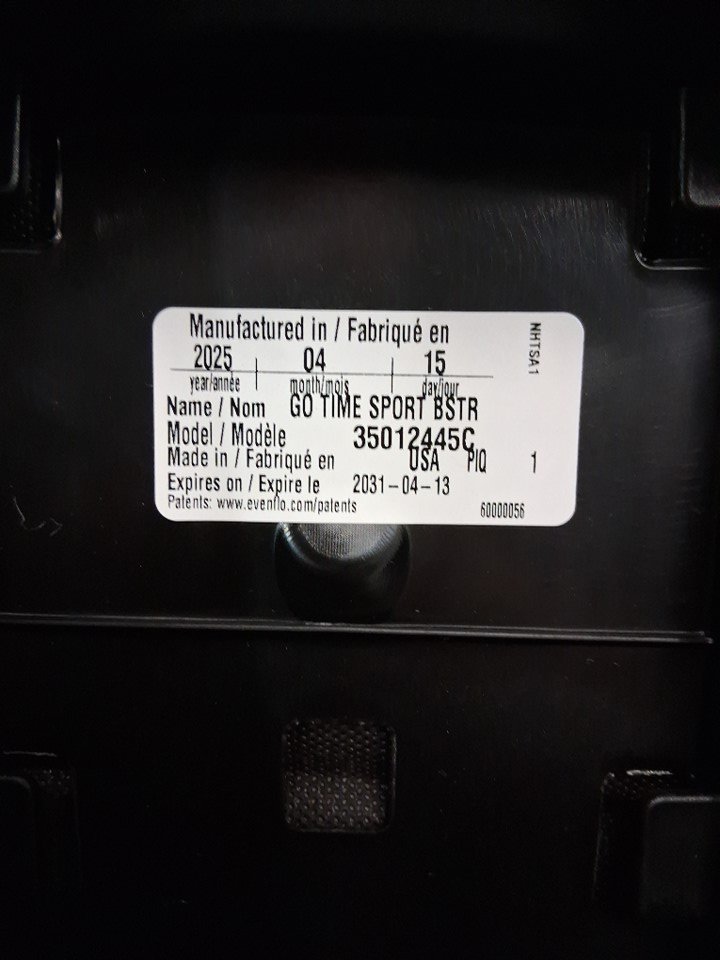 Manufactured in / Fabriqué en
2025 04 15
year/année month/mois day/jour
Name / Nom GO TIME SPORT BSTR
Model / Modèle 35012445C
Made in / Fabriqué en USA PIQ 1
Expires on / Expire le 2031-04-13
Patents: www.evenflo.com/patents 60000056
NHTSA1